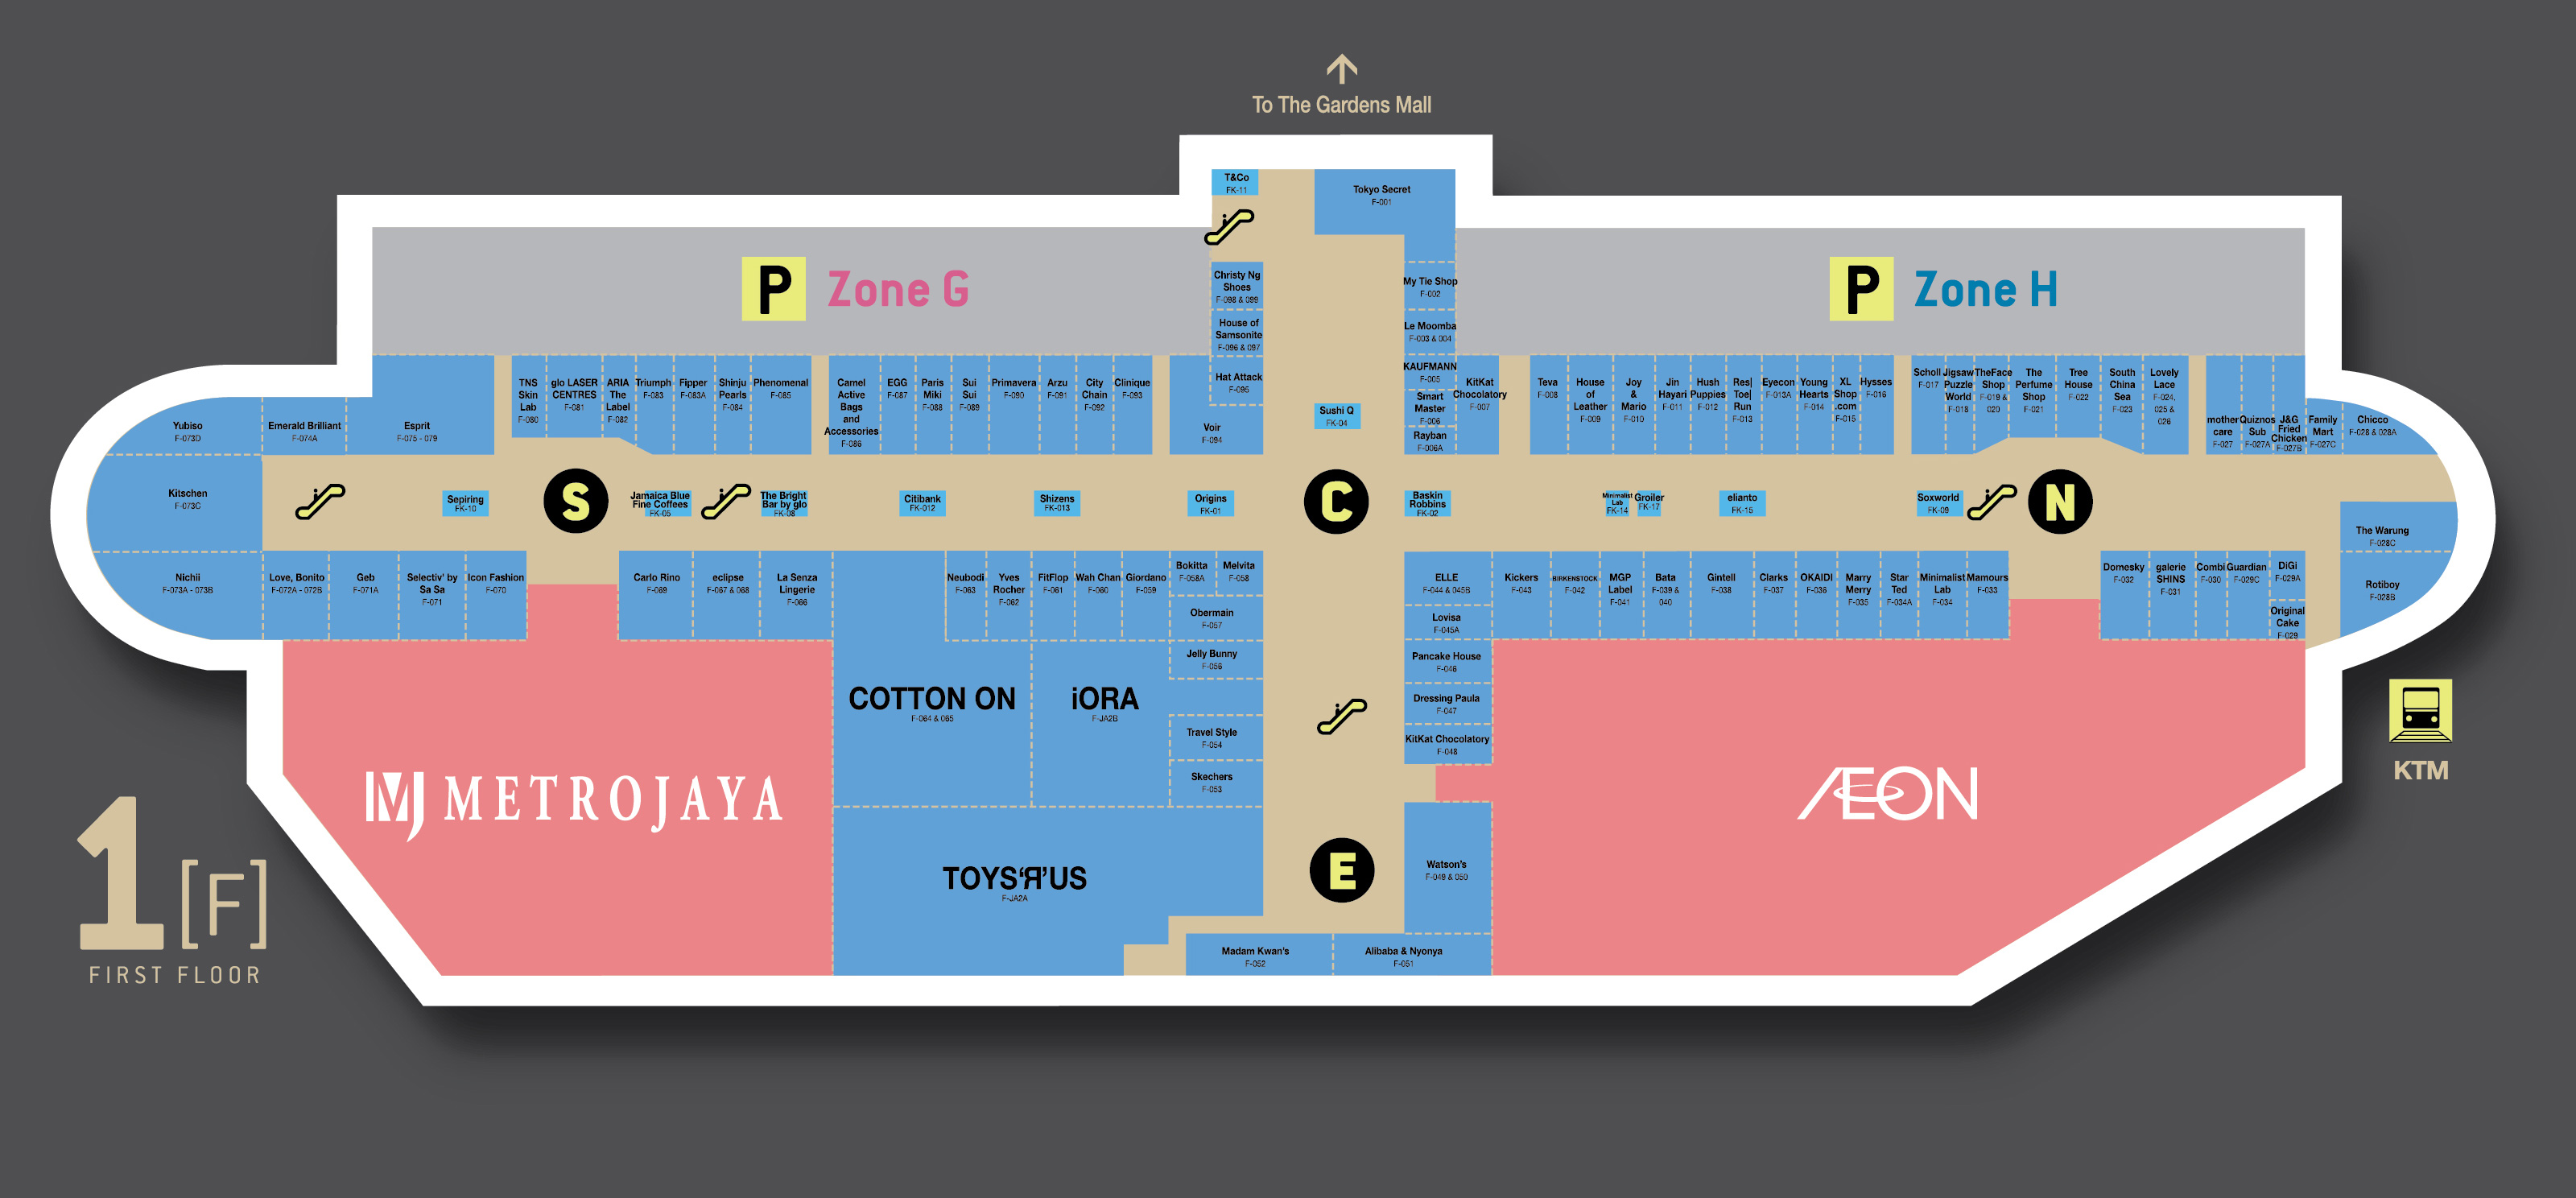 To The Gardens Mall
T&Co
FK-11
Tokyo Secret
F-001
P Zone G
Christy Ng
Shoes
F-098 & 099
House of
Samsonite
F-096 & 097
Hat Attack
F-095
Voir
F-094
My Tie Shop
F-002
Le Moomba
F-003 & 004
KAUFMANN
F-005
Smart
Master
F-006
Rayban
F-006A
KitKat
Chocolatory
F-007
P Zone H
Yubiso
F-073D
Emerald Brilliant
F-074A
Esprit
F-075 - 079
TNS
Skin
Lab
F-080
glo LASER
CENTRES
F-081
ARIA
The
Label
F-082
Triumph
F-083
Fipper
F-083A
Shinju
Pearls
F-084
Phenomenal
F-085
Camel
Active
Bags
and
Accessories
F-086
EGG
F-087
Paris
Miki
F-088
Sui
Sui
F-089
Primavera
F-090
Arzu
F-091
City
Chain
F-092
Clinique
F-093
Sushi Q
FK-04
Teva
F-008
House
of
Leather
F-009
Joy
&
Mario
F-010
Jin
Hayari
F-011
Hush
Puppies
F-012
Res|
Toe|
Run
F-013
Eyecon
F-013A
Young
Hearts
F-014
XL
Shop
.com
F-015
Hysses
F-016
Scholl
F-017
Jigsaw
Puzzle
World
F-018
TheFace
Shop
F-019 &
020
The
Perfume
Shop
F-021
Tree
House
F-022
South
China
Sea
F-023
Lovely
Lace
F-024,
025 &
026
mother
care
F-027
Quiznos
Sub
F-027A
J&G
Fried
Chicken
F-027B
Family
Mart
F-027C
Chicco
F-028 & 028A
Kitschen
F-073C
Sepiring
FK-10
S
Jamaica Blue
Fine Coffees
FK-05
The Bright
Bar by glo
FK-08
Citibank
FK-012
Shizens
FK-013
Origins
FK-01
C
Baskin
Robbins
FK-02
Minimalist
Lab
FK-14
Groiler
FK-17
elianto
FK-15
Soxworld
FK-09
N
The Warung
F-028C
Rotiboy
F-028B
Nichii
F-073A - 073B
Love, Bonito
F-072A - 072B
Geb
F-071A
Selectiv' by
Sa Sa
F-071
Icon Fashion
F-070
Carlo Rino
F-069
eclipse
F-067 & 068
La Senza
Lingerie
F-066
Neubodi
F-063
Yves
Rocher
F-062
FitFlop
F-061
Wah Chan
F-060
Giordano
F-059
Bokitta
F-058A
Melvita
F-058
Obermain
F-057
Jelly Bunny
F-056
Travel Style
F-054
Skechers
F-053
ELLE
F-044 & 045B
Lovisa
F-045A
Pancake House
F-046
Dressing Paula
F-047
KitKat Chocolatory
F-048
Kickers
F-043
BIRKENSTOCK
F-042
MGP
Label
F-041
Bata
F-039 &
040
Gintell
F-038
Clarks
F-037
OKAIDI
F-036
Marry
Merry
F-035
Star
Ted
F-034A
Minimalist
Lab
F-034
Mamours
F-033
Domesky
F-032
galerie
SHINS
F-031
Combi
F-030
Guardian
F-029C
DiGi
F-029A
Original
Cake
F-029
COTTON ON
F-064 & 065
iORA
F-JA2B
METROJAYA
AEON
KTM
TOYS'R'US
F-JA2A
E
Watson's
F-049 & 050
Madam Kwan's
F-052
Alibaba & Nyonya
F-051
1 [F]
FIRST FLOOR